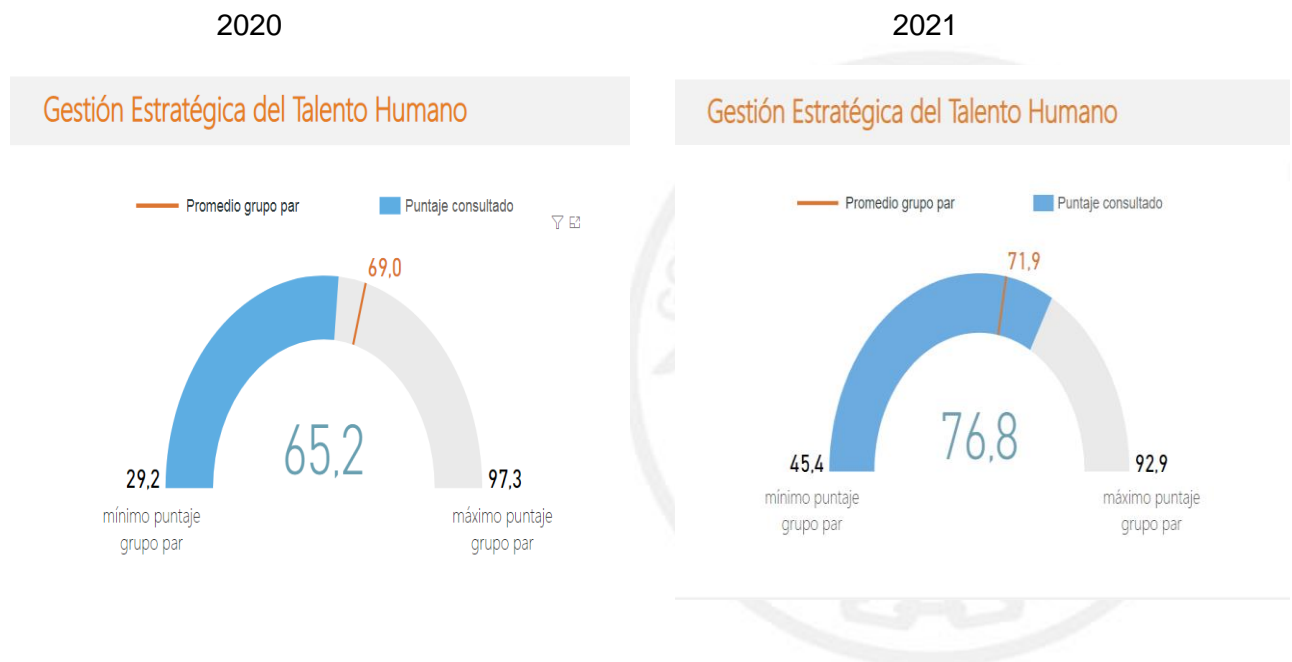 2020
Gestión Estratégica del Talento Humano
Promedio grupo par
Puntaje consultado
69,0
65,2
29,2
mínimo puntaje
grupo par
97,3
máximo puntaje
grupo par
2021
Gestión Estratégica del Talento Humano
Promedio grupo par
Puntaje consultado
71,9
76,8
45,4
mínimo puntaje
grupo par
92,9
máximo puntaje
grupo par